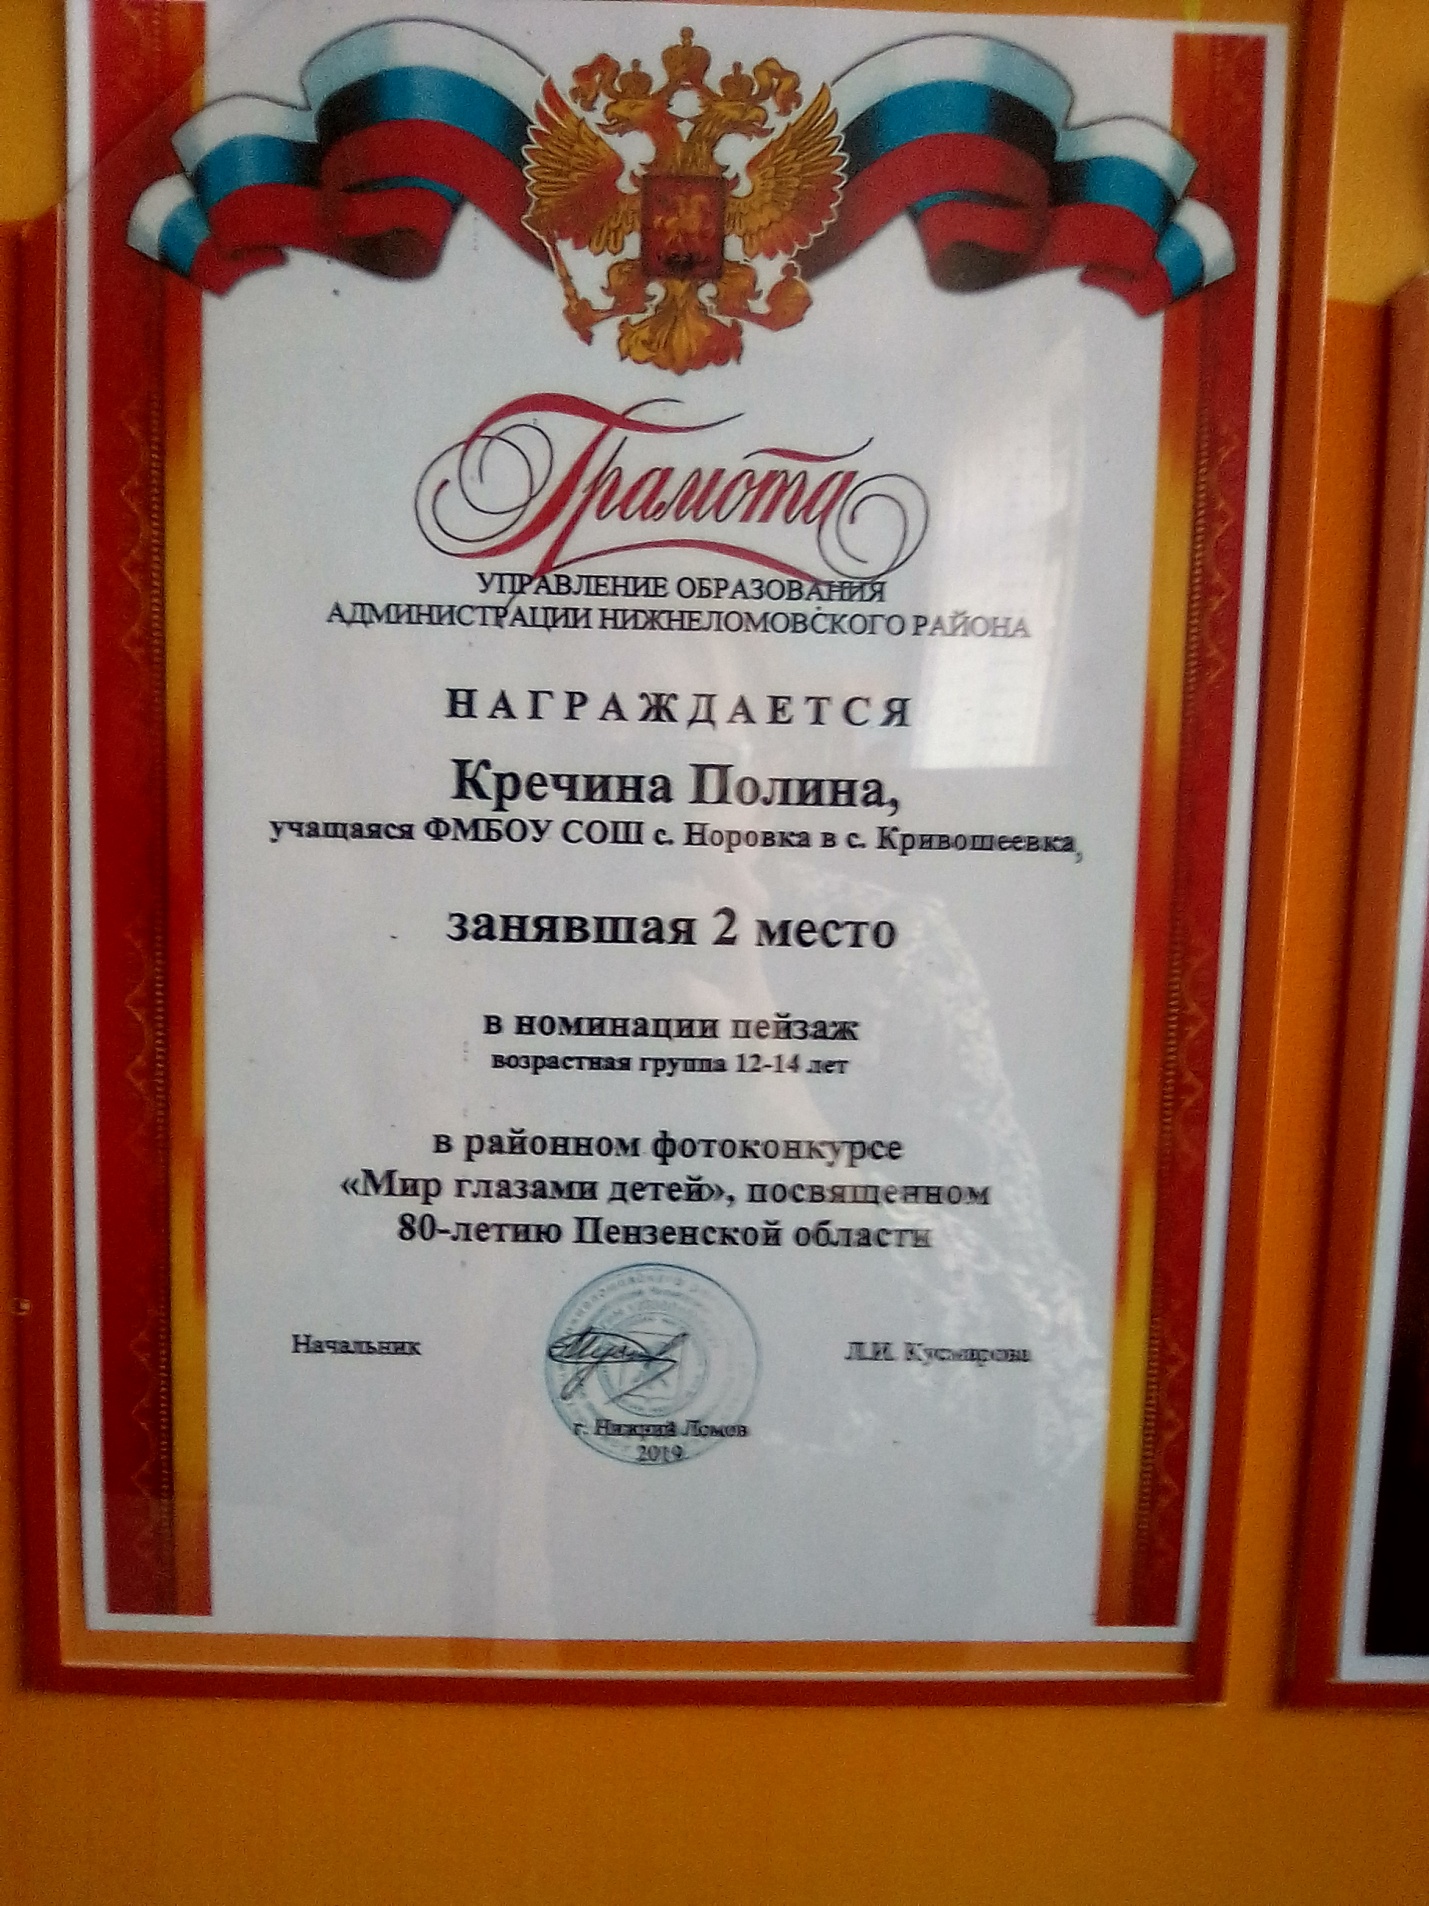 Грамота
УПРАВЛЕНИЕ ОБРАЗОВАНИЯ
АДМИНИСТРАЦИИ НИЖНЕЛОМОВСКОГО РАЙОНА
НАГРАЖДАЕТСЯ
Кречина Полина,
учащаяся ФМБОУ СОШ с. Норовка в с. Кривошеевка,
занявшая 2 место
в номинации пейзаж
возрастная группа 12-14 лет
в районном фотоконкурсе
«Мир глазами детей», посвященном
80-летию Пензенской области
Начальник
Л.И.
г. Нижний Ломов
2019